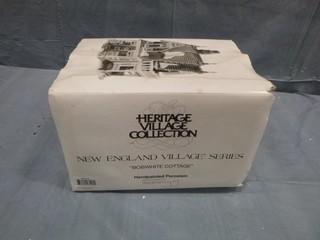 HERITAGE
VILLAGE
COLLECTION
NEW ENGLAND VILLAGE SERIES
"BOBWHITE COTTAGE"
Handpainted Porcelain